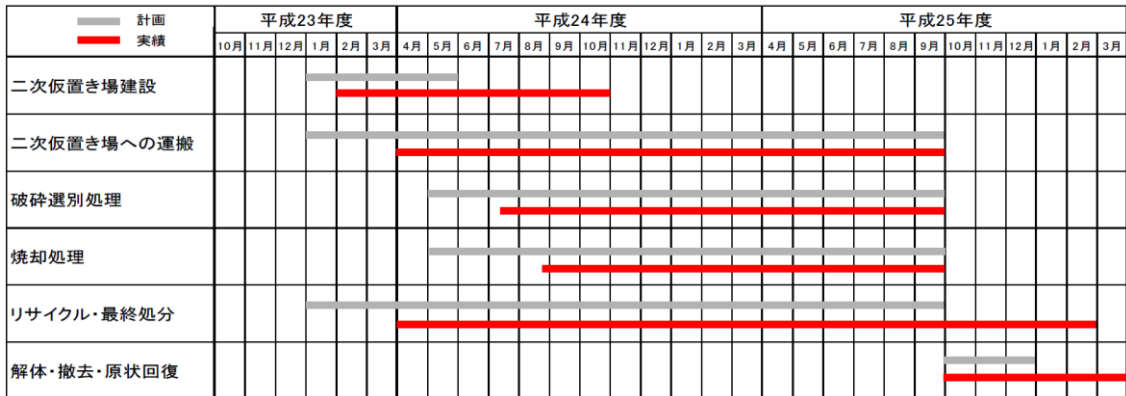 計画
実績
平成23年度 平成24年度 平成25年度
10月 11月 12月 1月 2月 3月 4月 5月 6月 7月 8月 9月 10月 11月 12月 1月 2月 3月 4月 5月 6月 7月 8月 9月 10月 11月 12月 1月 2月 3月
二次仮置き場建設
二次仮置き場への運搬
破砕選別処理
焼却処理
リサイクル・最終処分
解体・撤去・原状回復